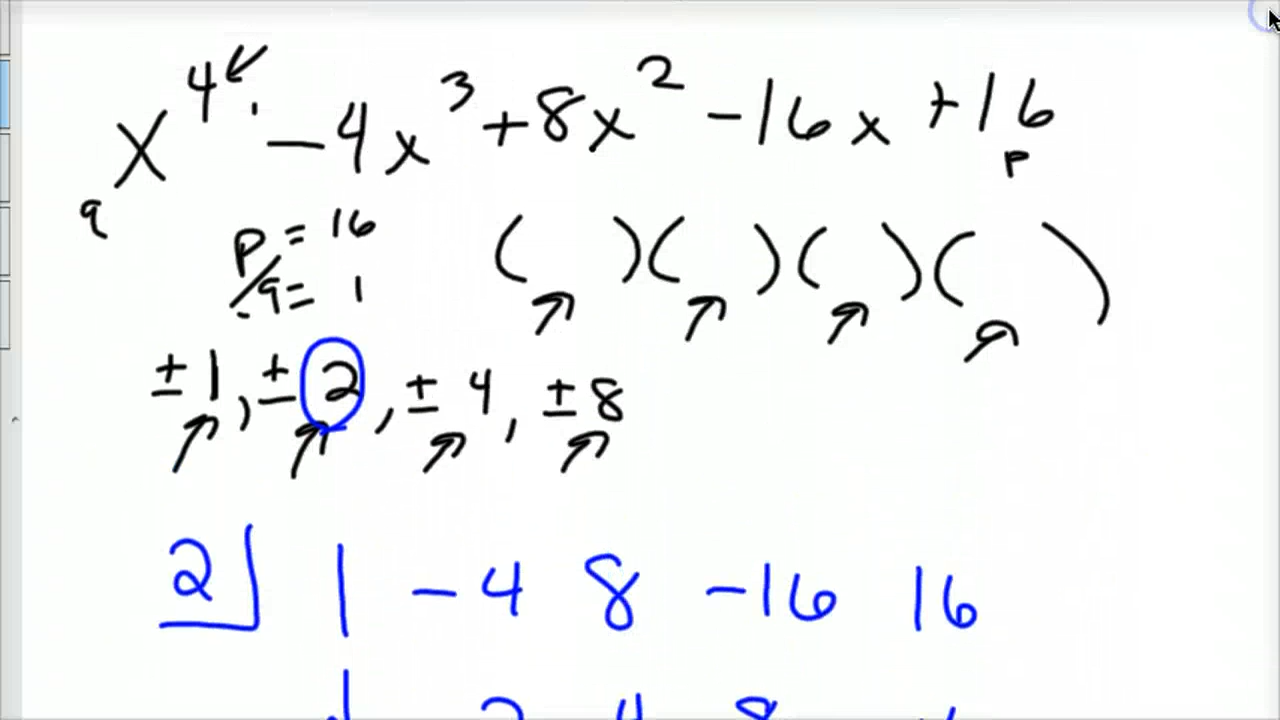 x⁴ - 4x³ + 8x² - 16x + 16
q p
p = 16
/q = 1
( )( )( )( )
± 1, ± 2, ± 4, ± 8
2 1 -4 8 -16 16